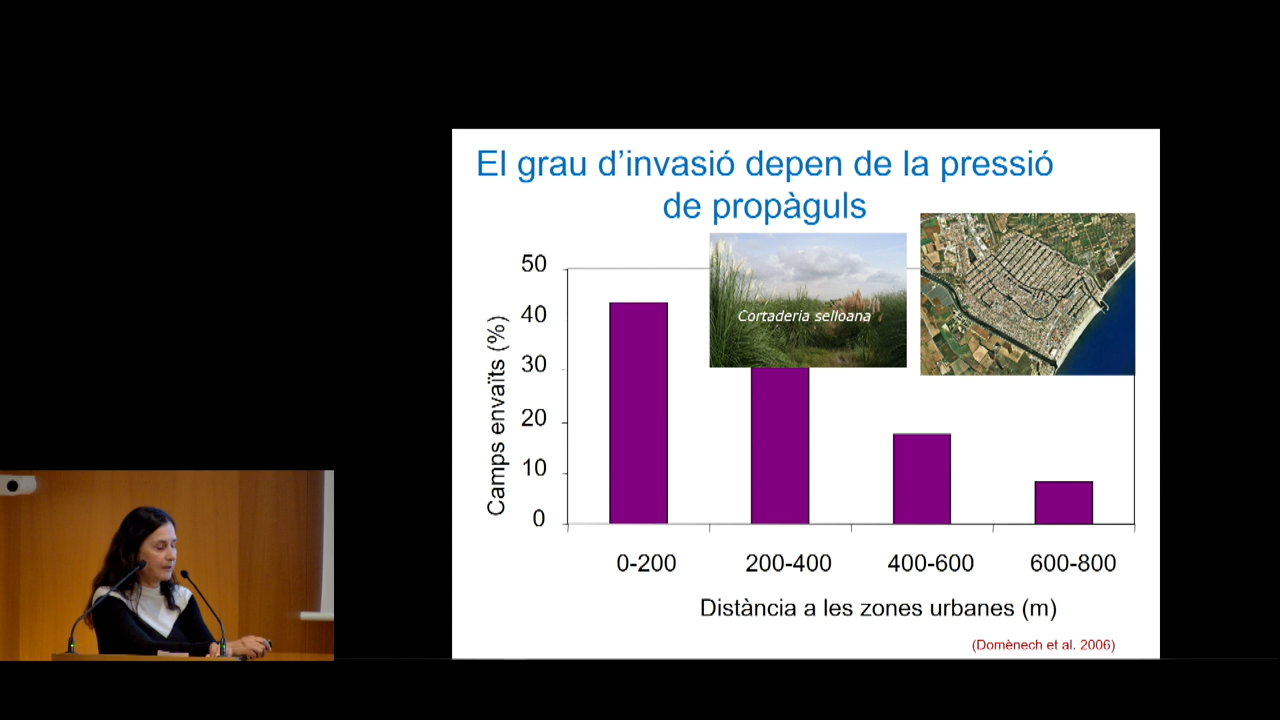 El grau d'invasió depen de la pressió
de propàguls
Cortaderia selloana
Camps envaïts (%)
50
40
30
20
10
0
0-200 200-400 400-600 600-800
Distància a les zones urbanes (m)
(Domènech et al. 2006)